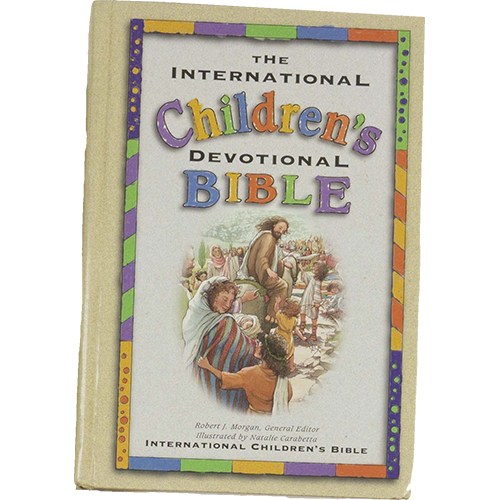 THE
INTERNATIONAL
Children's
DEVOTIONAL
BIBLE
Robert J. Morgan, General Editor
Illustrated by Natalie Carabetta
INTERNATIONAL CHILDREN'S BIBLE